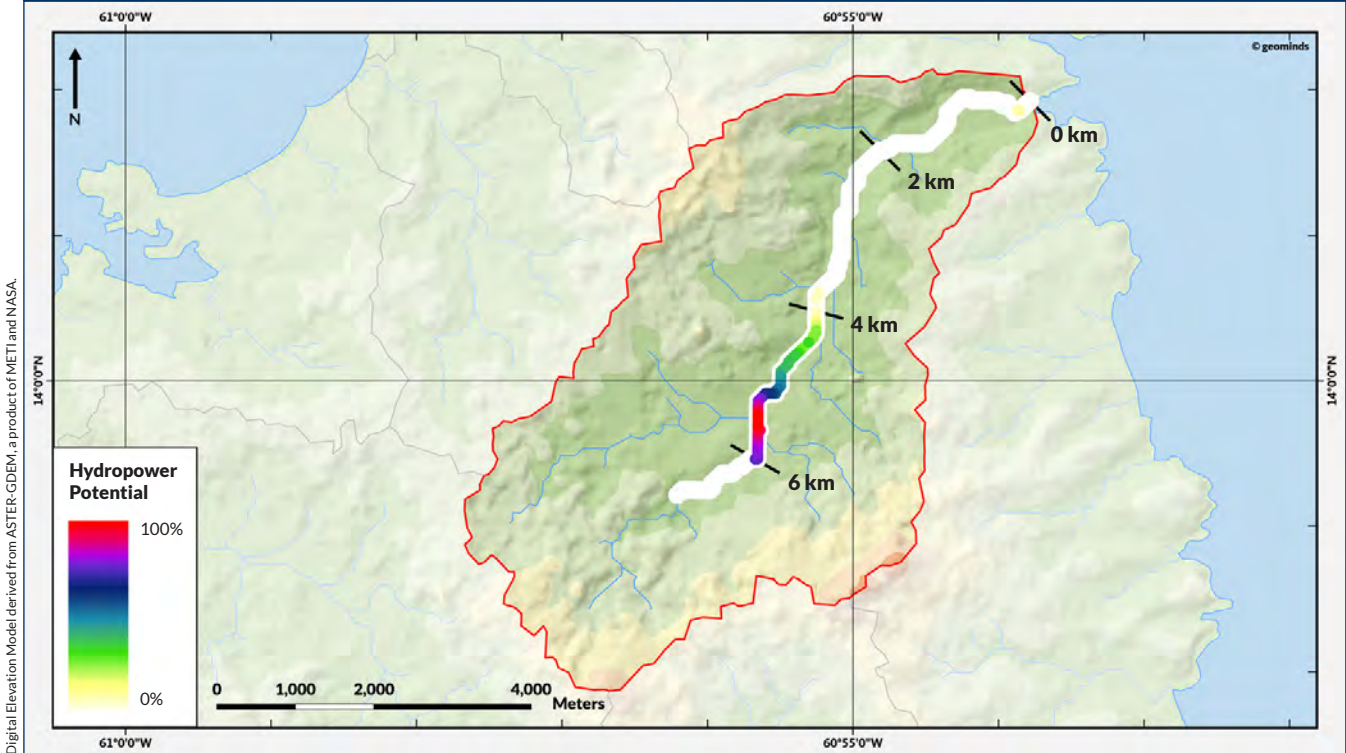 61°0'0"W
60°55'0"W
© geominds
N
0 km
2 km
4 km
6 km
14°0'0"N
14°0'0"N
Hydropower
Potential
100%
0%
0
1,000
2,000
4,000
Meters
61°0'0"W
60°55'0"W
Digital Elevation Model derived from ASTER-GDEM, a product of METI and NASA.